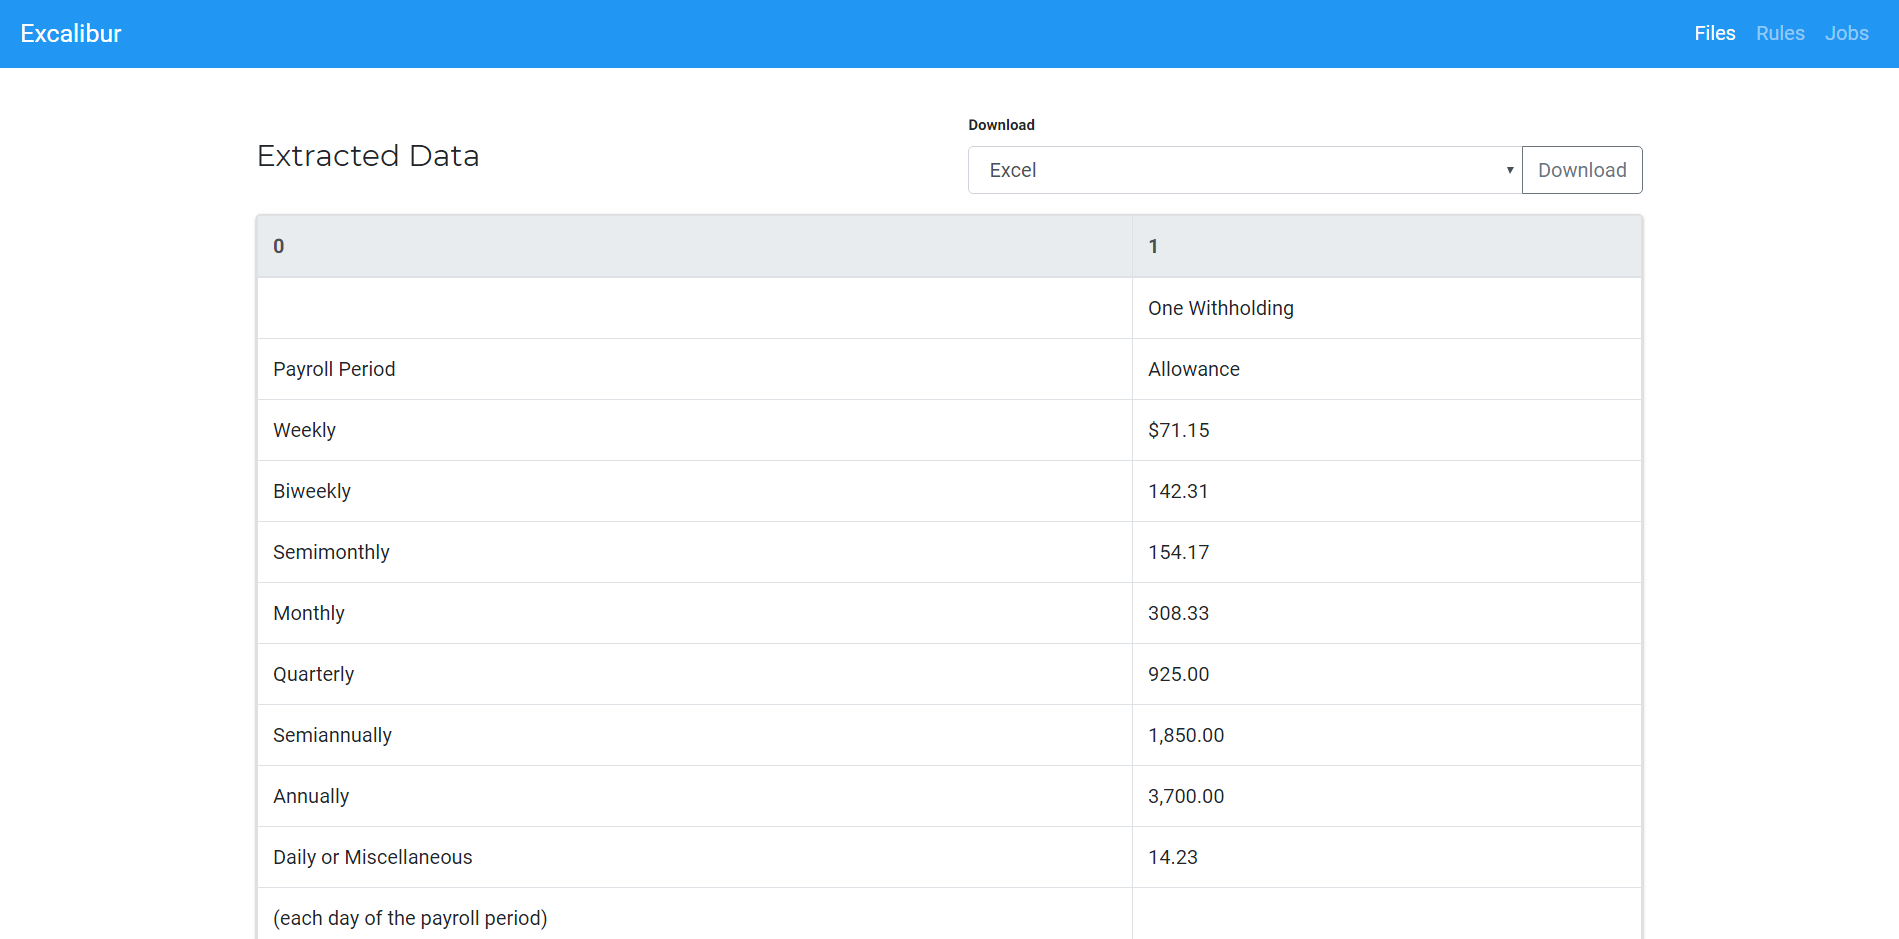 Excalibur
Files Rules Jobs
Download
Extracted Data
Excel Download
0 1
One Withholding
Payroll Period Allowance
Weekly $71.15
Biweekly 142.31
Semimonthly 154.17
Monthly 308.33
Quarterly 925.00
Semiannually 1,850.00
Annually 3,700.00
Daily or Miscellaneous 14.23
(each day of the payroll period)